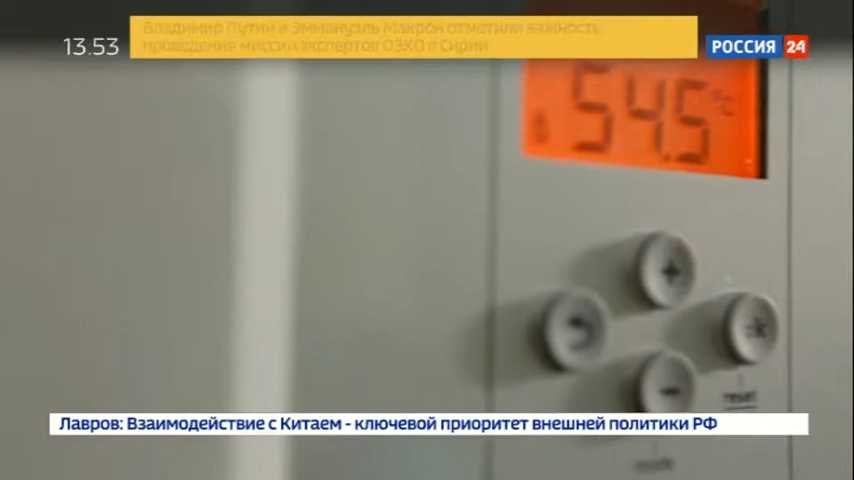 13.53
Владимир Путин и Эммануэль Макрон отметили важность
проведения миссии экспертов ОЗХО в Сирии
РОССИЯ 24
54.5 °C
+
-
reset
mode
Лавров: Взаимодействие с Китаем - ключевой приоритет внешней политики РФ